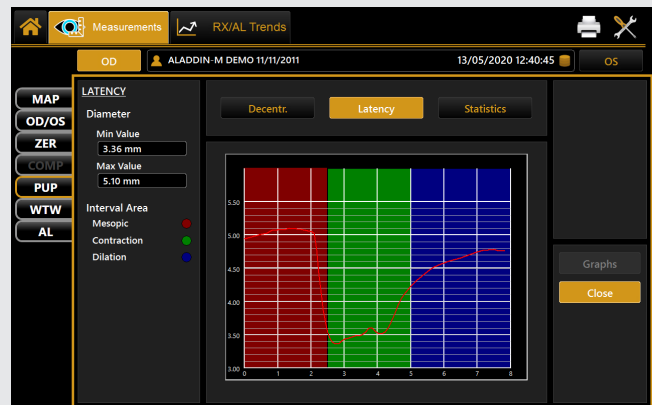 Measurements
RX/AL Trends
OD
ALADDIN-M DEMO 11/11/2011
13/05/2020 12:40:45
OS
MAP
OD/OS
ZER
COMP
PUP
WTW
AL
LATENCY
Diameter
Min Value
3.36 mm
Max Value
5.10 mm
Interval Area
Mesopic
Contraction
Dilation
Decentr.
Latency
Statistics
5.50
5.00
4.50
4.00
3.50
3.00
0 1 2 3 4 5 6 7 8
Graphs
Close